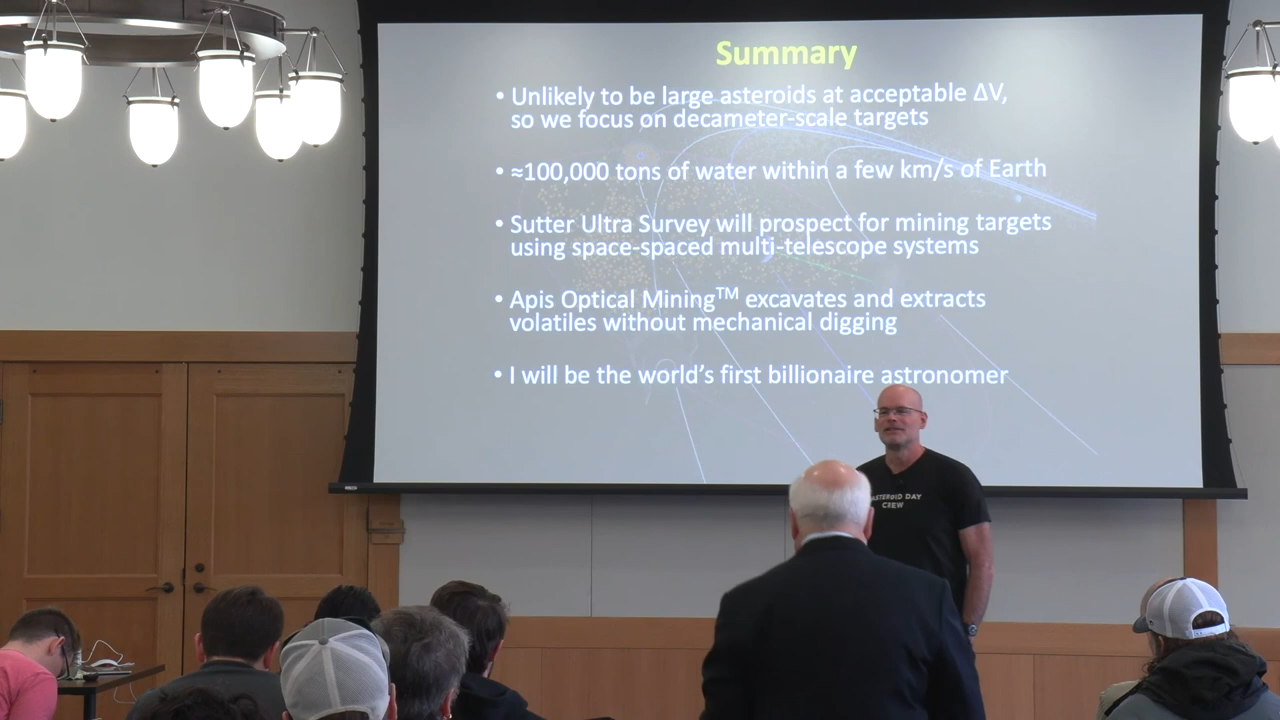 Summary
• Unlikely to be large asteroids at acceptable ΔV,
so we focus on decameter-scale targets
• ≈100,000 tons of water within a few km/s of Earth
• Sutter Ultra Survey will prospect for mining targets
using space-spaced multi-telescope systems
• Apis Optical Mining™ excavates and extracts
volatiles without mechanical digging
• I will be the world's first billionaire astronomer
ASTEROID DAY
CREW